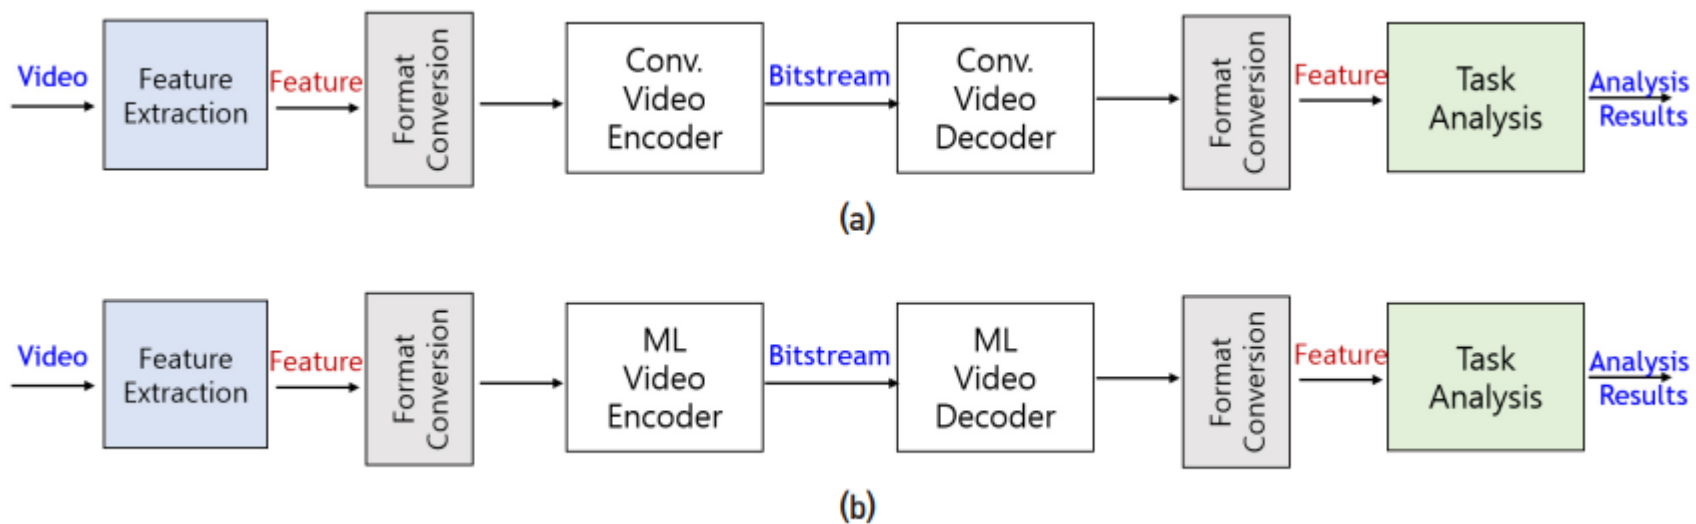 Video
Feature
Extraction
Feature
Format
Conversion
Conv.
Video
Encoder
Bitstream
Conv.
Video
Decoder
Format
Conversion
Feature
Task
Analysis
Analysis
Results
(a)
Video
Feature
Extraction
Feature
Format
Conversion
ML
Video
Encoder
Bitstream
ML
Video
Decoder
Format
Conversion
Feature
Task
Analysis
Analysis
Results
(b)